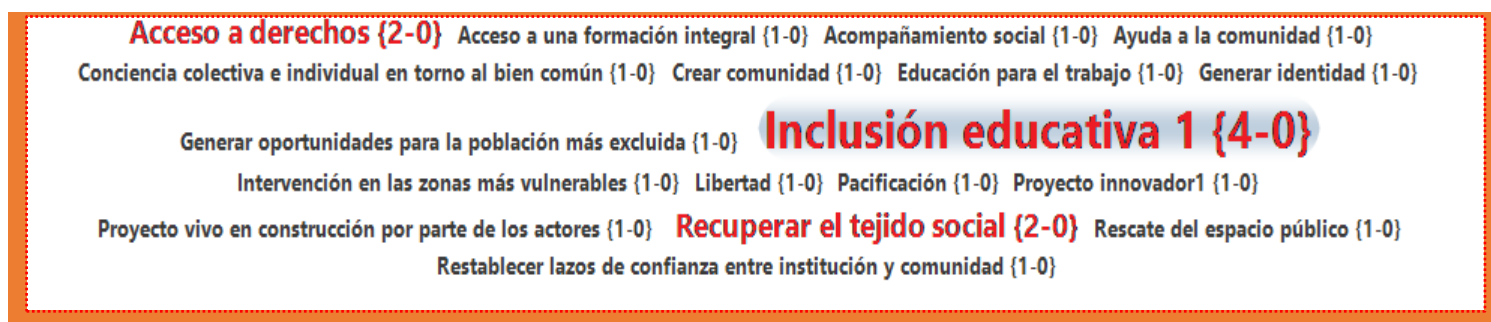 Acceso a derechos {2-0} Acceso a una formación integral {1-0} Acompañamiento social {1-0} Ayuda a la comunidad {1-0}
Conciencia colectiva e individual en torno al bien común {1-0} Crear comunidad {1-0} Educación para el trabajo {1-0} Generar identidad {1-0}
Generar oportunidades para la población más excluida {1-0} Inclusión educativa 1 {4-0}
Intervención en las zonas más vulnerables {1-0} Libertad {1-0} Pacificación {1-0} Proyecto innovador1 {1-0}
Proyecto vivo en construcción por parte de los actores {1-0} Recuperar el tejido social {2-0} Rescate del espacio público {1-0}
Restablecer lazos de confianza entre institución y comunidad {1-0}